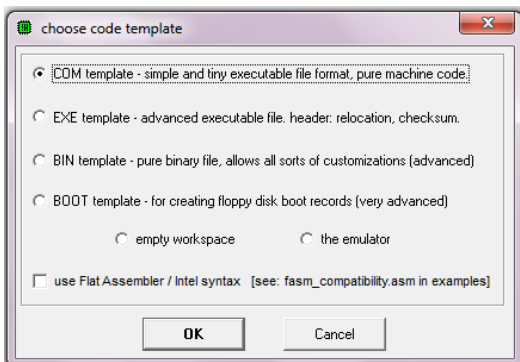 choose code template
COM template - simple and tiny executable file format, pure machine code.
EXE template - advanced executable file. header: relocation, checksum.
BIN template - pure binary file, allows all sorts of customizations (advanced)
BOOT template - for creating floppy disk boot records (very advanced)
empty workspace the emulator
use Flat Assembler / Intel syntax [see: fasm_compatibility.asm in examples]
OK Cancel